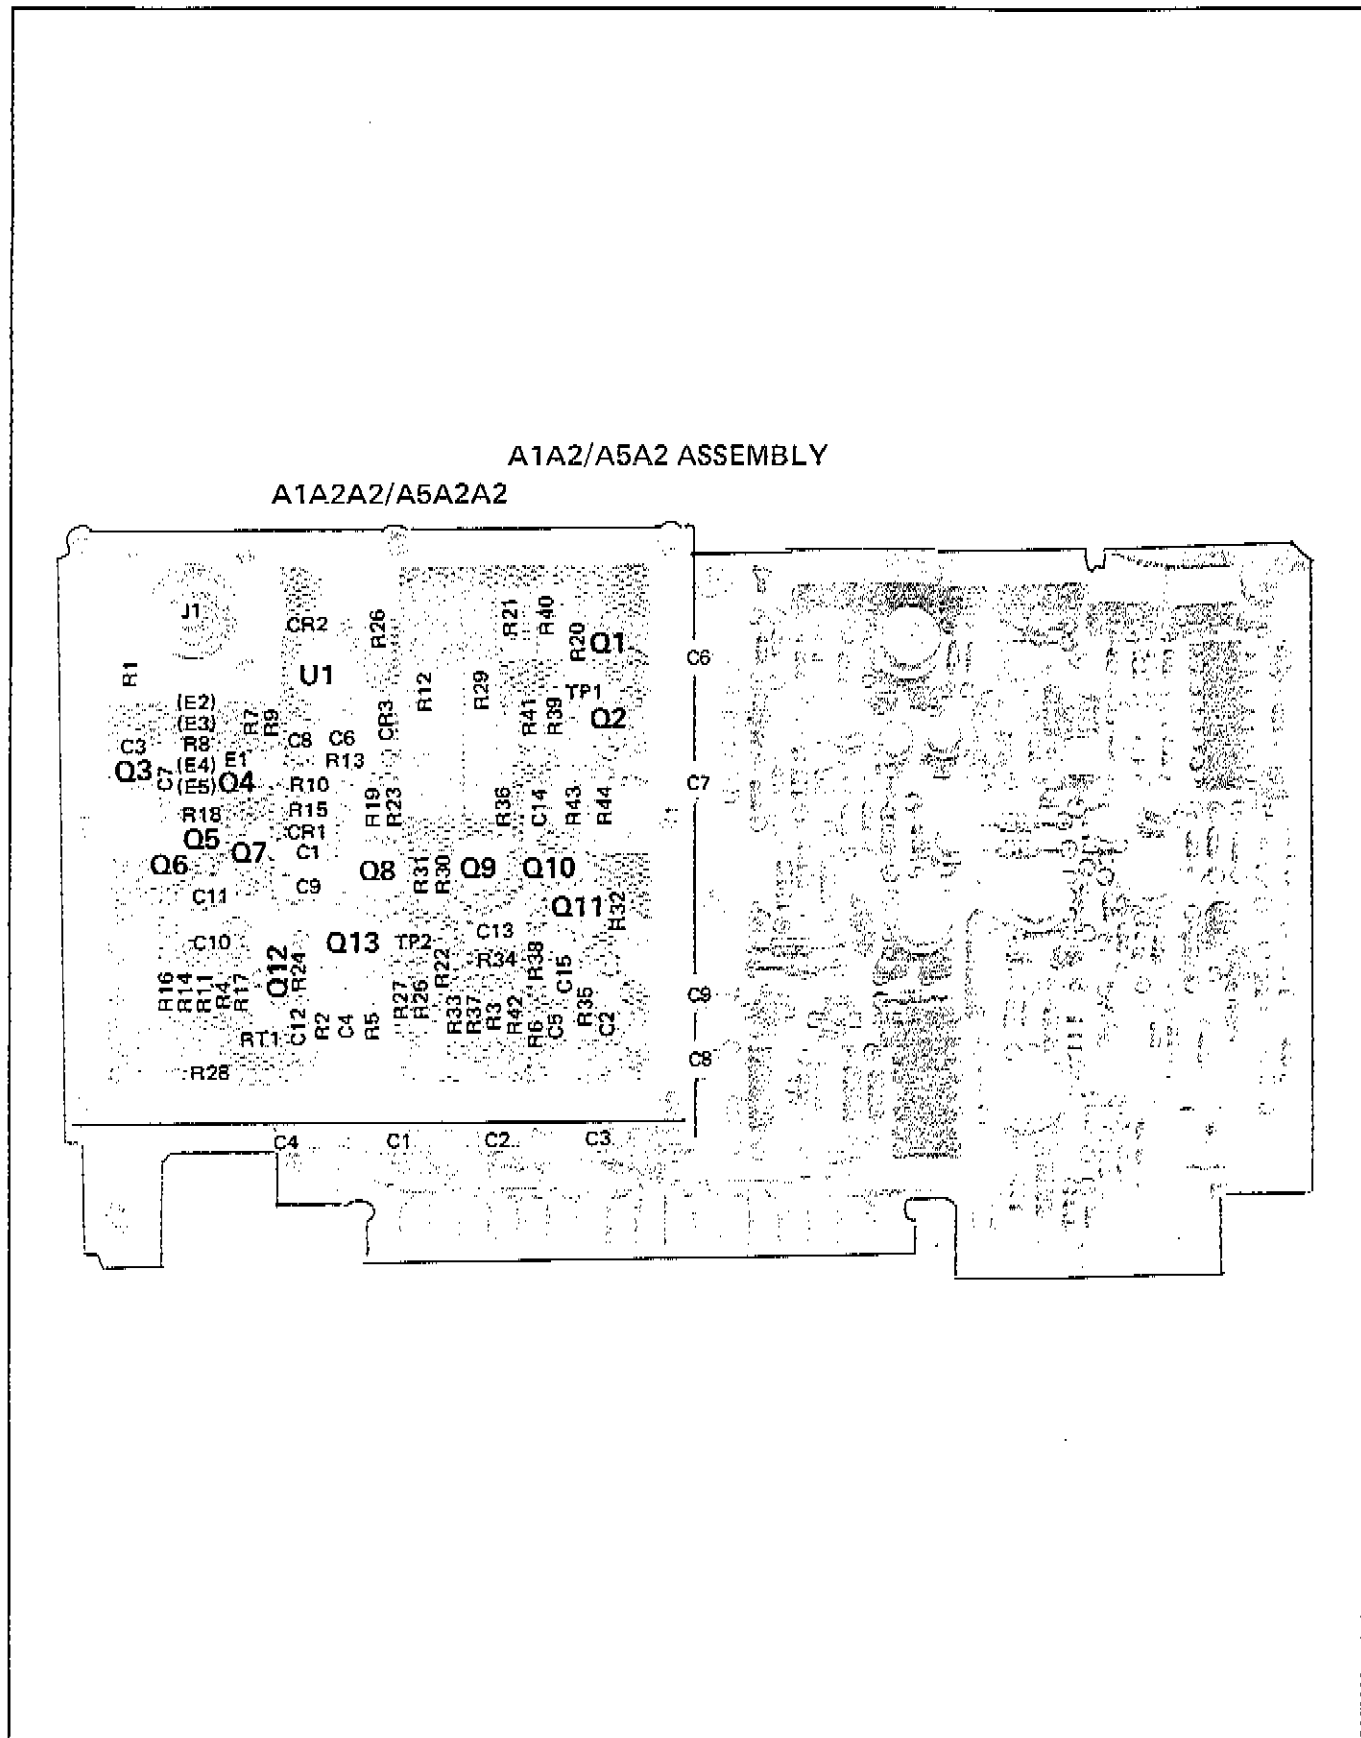 A1A2/A5A2 ASSEMBLY
A1A2A2/A5A2A2
J1
CR2
R26
R21
R40
R20
Q1
C6
R1
U1
R12
R29
TP1
(E2)
(E3)
R7
R9
CR3
R41
R39
Q2
C3
R8
C8
C6
Q3
(E4)
E1
R13
C7
(E5)
Q4
R10
C7
R18
R15
R19
R23
R36
C14
R43
R44
Q5
CR1
Q6
Q7
C1
Q8
R31
R30
Q9
Q10
C11
C9
Q11
R32
C10
Q13
TP2
C13
Q12
R24
R22
R34
R38
C15
R16
R14
R11
R4
R17
R27
R26
C9
RT1
C12
R2
C4
R5
R33
R37
R3
R42
R6
C5
R35
C2
R28
C8
C4
C1
C2
C3